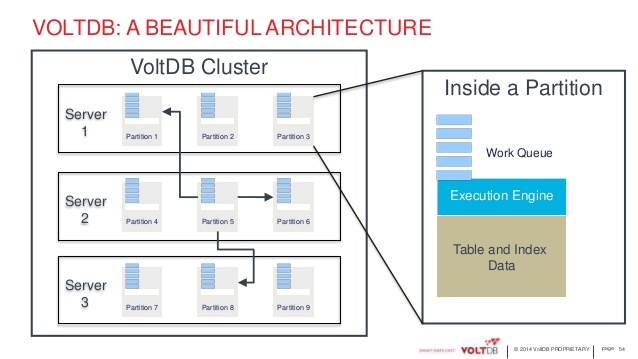 VOLTDB: A BEAUTIFUL ARCHITECTURE
VoltDB Cluster
Server
1
Partition 1
Partition 2
Partition 3
Server
2
Partition 4
Partition 5
Partition 6
Server
3
Partition 7
Partition 8
Partition 9
Inside a Partition
Work Queue
Execution Engine
Table and Index
Data
VOLTDB
© 2014 VoltDB PROPRIETARY
page 54